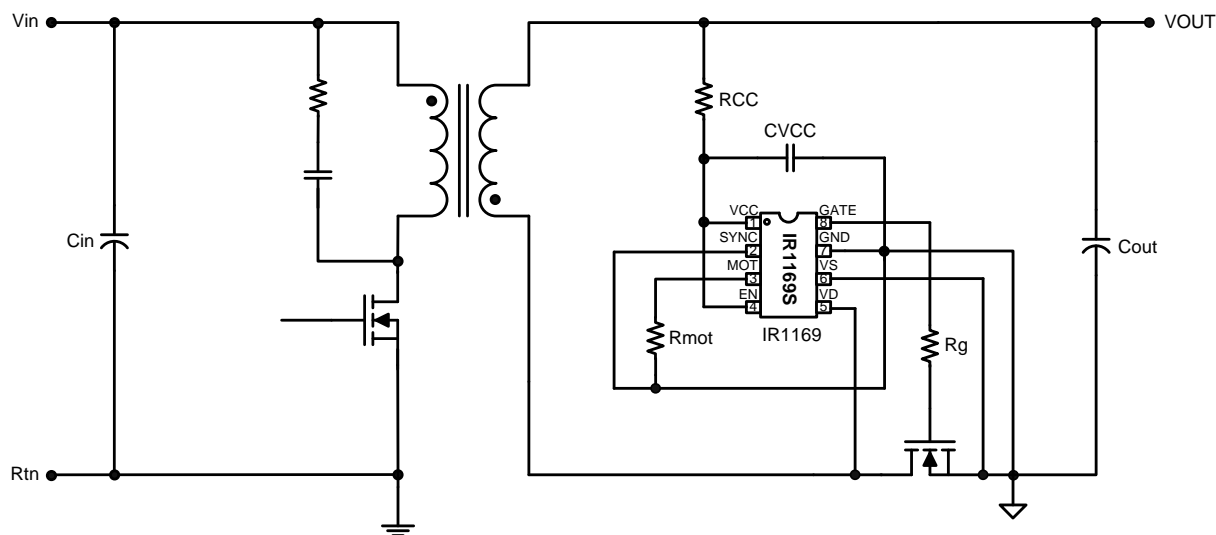 Vin
VOUT
RCC
CVCC
VCC
GATE
1
8
SYNC
GND
2
7
MOT
VS
3
6
EN
VD
4
5
IR1169S
IR1169
Cin
Cout
Rmot
Rg
Rtn